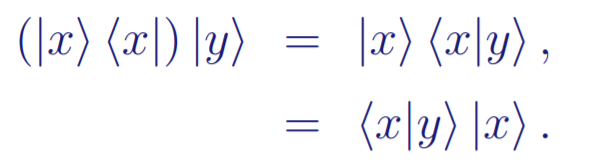 (|x⟩ ⟨x|) |y⟩ = |x⟩ ⟨x|y⟩ ,
= ⟨x|y⟩ |x⟩ .